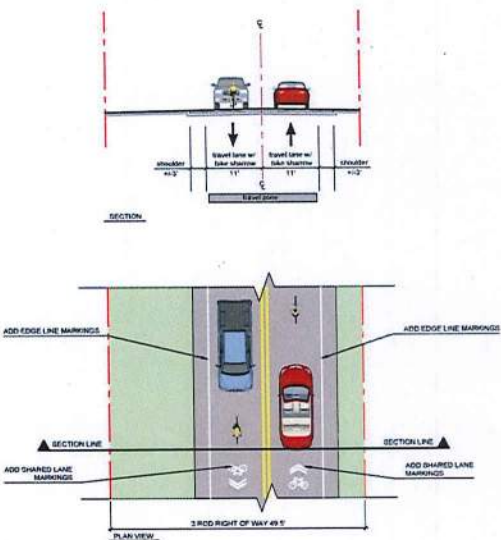 ℄
travel lane w/ travel lane w/
shoulder bike sharrow bike sharrow shoulder
+/-3' 11' 11' +/-3'
℄
travel zone
SECTION
ADD EDGE LINE MARKINGS
ADD EDGE LINE MARKINGS
SECTION LINE
SECTION LINE
ADD SHARED LANE
MARKINGS
ADD SHARED LANE
MARKINGS
3 ROD RIGHT OF WAY 49.5'
PLAN VIEW